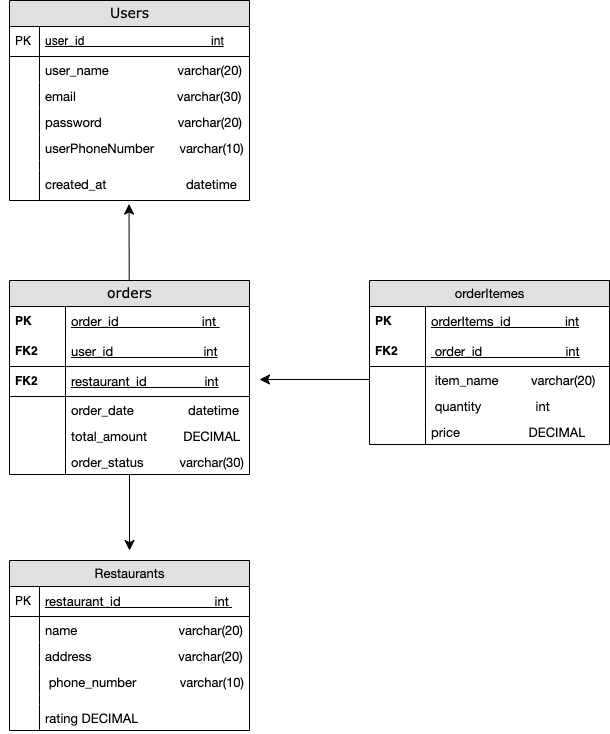 Users
PK user_id int
user_name varchar(20)
email varchar(30)
password varchar(20)
userPhoneNumber varchar(10)
created_at datetime
orders
PK order_id int
FK2 user_id int
FK2 restaurant_id int
order_date datetime
total_amount DECIMAL
order_status varchar(30)
orderItemes
PK orderItems_id int
FK2 order_id int
item_name varchar(20)
quantity int
price DECIMAL
Restaurants
PK restaurant_id int
name varchar(20)
address varchar(20)
phone_number varchar(10)
rating DECIMAL